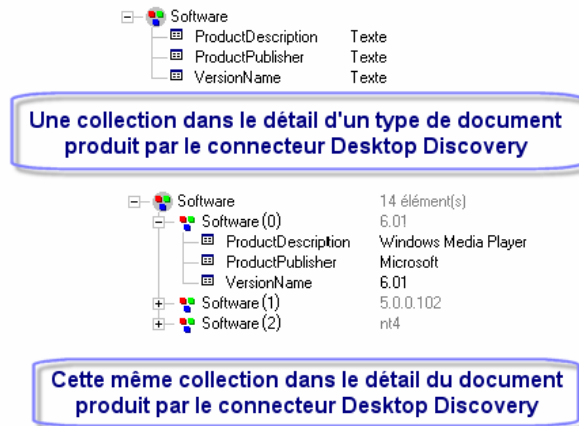 Software
ProductDescription Texte
ProductPublisher Texte
VersionName Texte
Une collection dans le détail d'un type de document
produit par le connecteur Desktop Discovery
Software 14 élément(s)
Software (0) 6.01
ProductDescription Windows Media Player
ProductPublisher Microsoft
VersionName 6.01
Software (1) 5.0.0.102
Software (2) nt4
Cette même collection dans le détail du document
produit par le connecteur Desktop Discovery